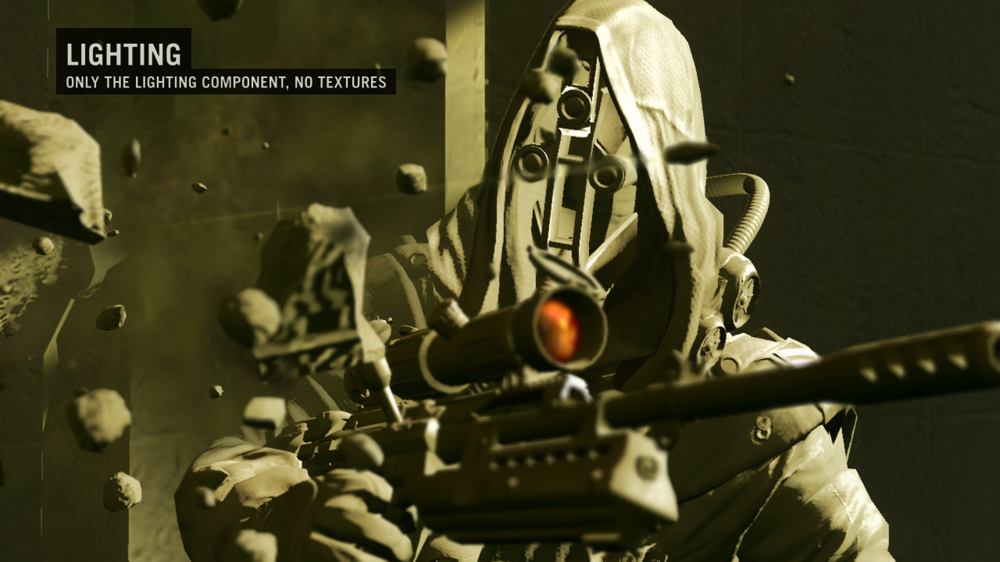 LIGHTING
ONLY THE LIGHTING COMPONENT, NO TEXTURES